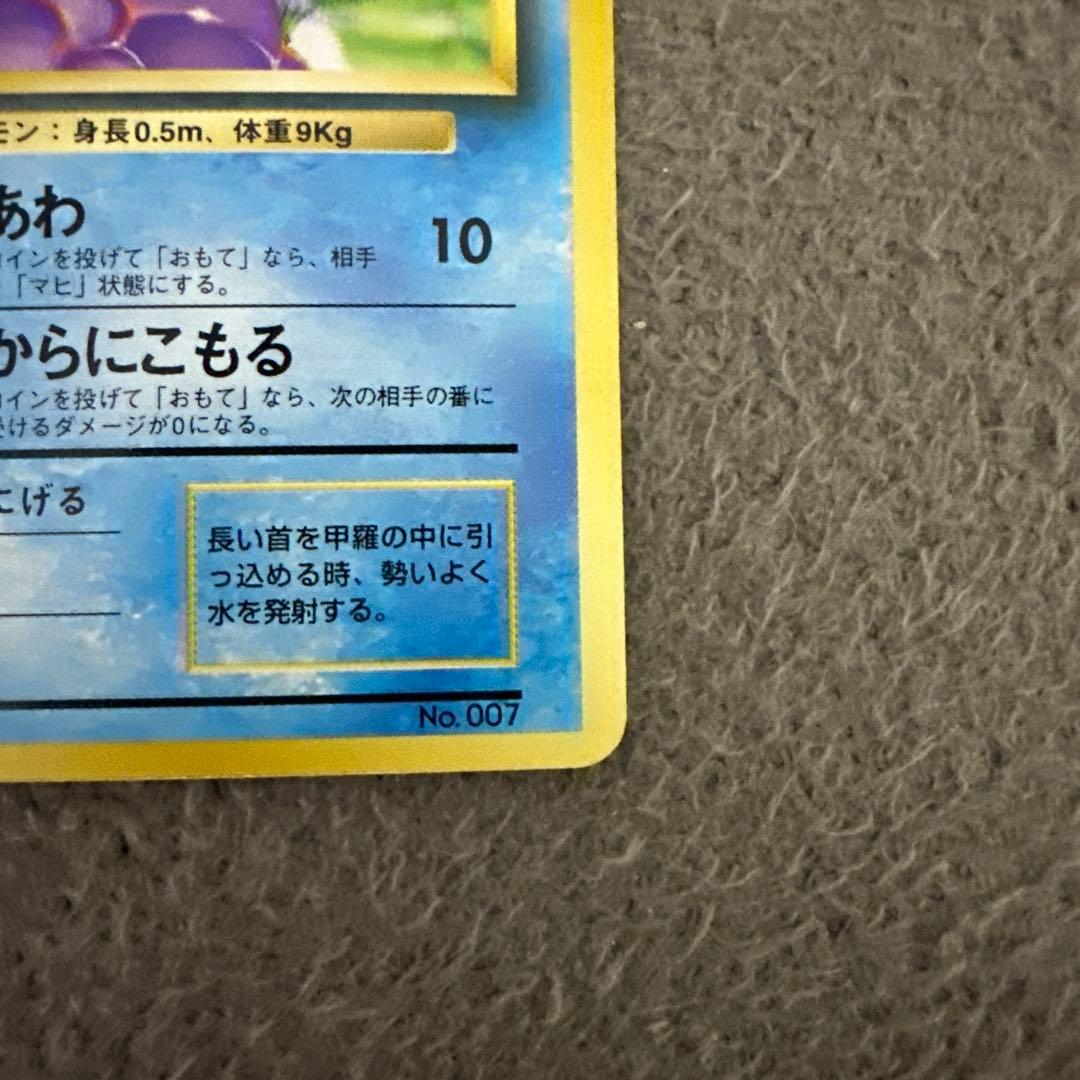 モン：身長0.5m、体重9Kg
あわ 10
インを投げて「おもて」なら、相手
「マヒ」状態にする。
からにこもる
インを投げて「おもて」なら、次の相手の番に
けるダメージが0になる。
にげる
長い首を甲羅の中に引
っ込める時、勢いよく
水を発射する。
No. 007